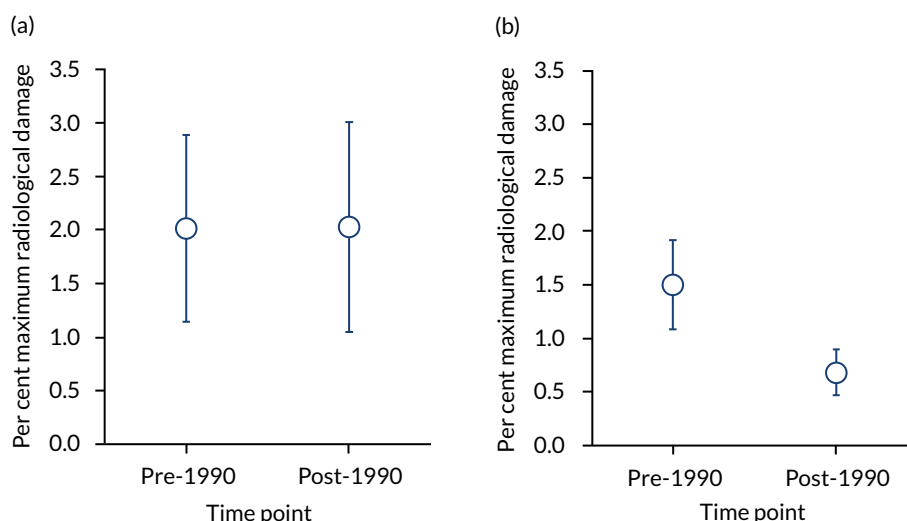 (a)
Per cent maximum radiological damage
3.5
3.0
2.5
2.0
1.5
1.0
0.5
0.0
Pre-1990
Post-1990
Time point
(b)
Per cent maximum radiological damage
3.5
3.0
2.5
2.0
1.5
1.0
0.5
0.0
Pre-1990
Post-1990
Time point